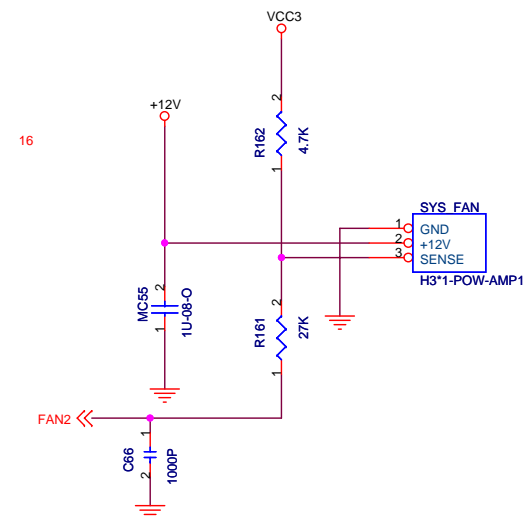 VCC3
+12V
16
2
R162
4.7K
1
SYS_FAN
1
GND
2
+12V
3
SENSE
H3*1-POW-AMP1
2
MC55
1U-08-O
1
2
R161
27K
1
FAN2
1
C66
1000P
2